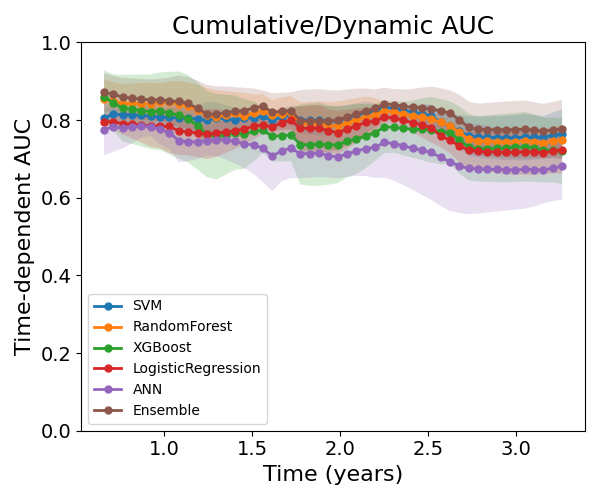 Cumulative/Dynamic AUC
1.0
0.8
0.6
0.4
0.2
0.0
Time-dependent AUC
SVM
RandomForest
XGBoost
LogisticRegression
ANN
Ensemble
1.0 1.5 2.0 2.5 3.0
Time (years)